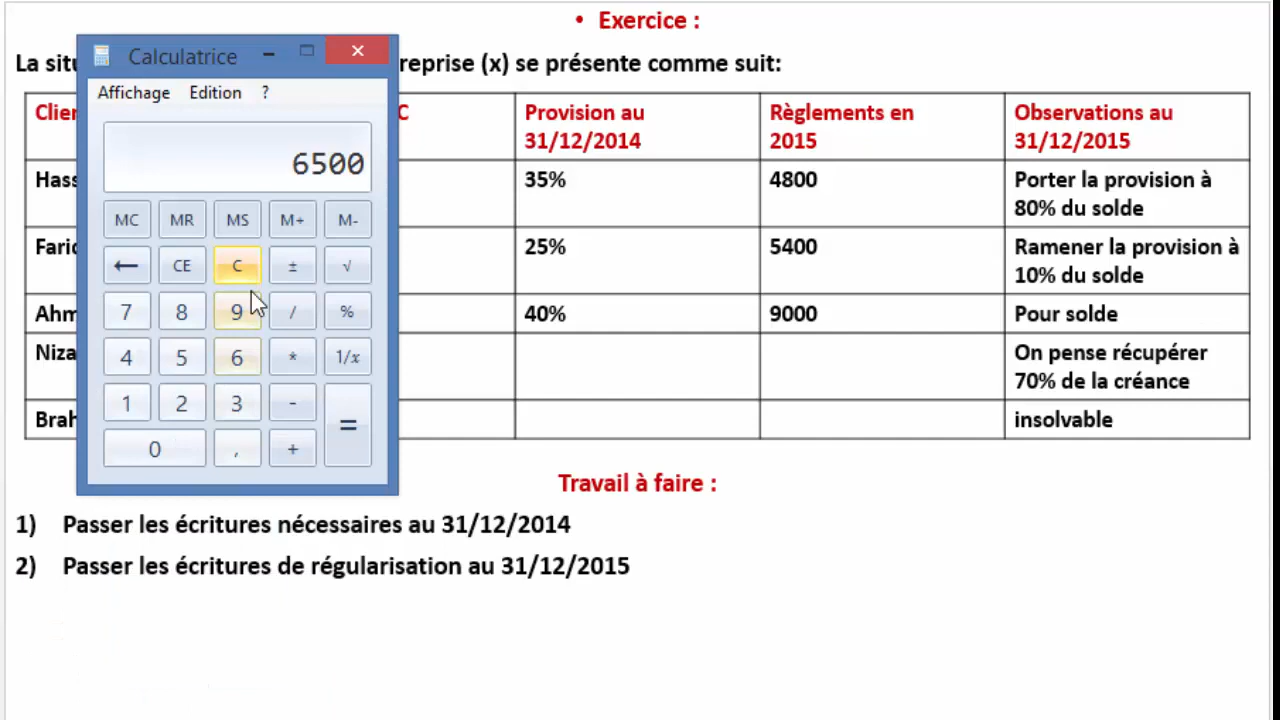 • Exercice :
Calculatrice
La situ reprise (x) se présente comme suit:
Affichage Edition ?
Clien C Provision au Règlements en Observations au
31/12/2014 2015 31/12/2015
6500
Hass 35% 4800 Porter la provision à
80% du solde
MC MR MS M+ M-
Farid 25% 5400 Ramener la provision à
10% du solde
← CE C ± √
7 8 9 / %
Ahm 40% 9000 Pour solde
Niza On pense récupérer
70% de la créance
4 5 6 * 1/x
1 2 3 - =
Brah insolvable
0 , +
Travail à faire :
1) Passer les écritures nécessaires au 31/12/2014
2) Passer les écritures de régularisation au 31/12/2015